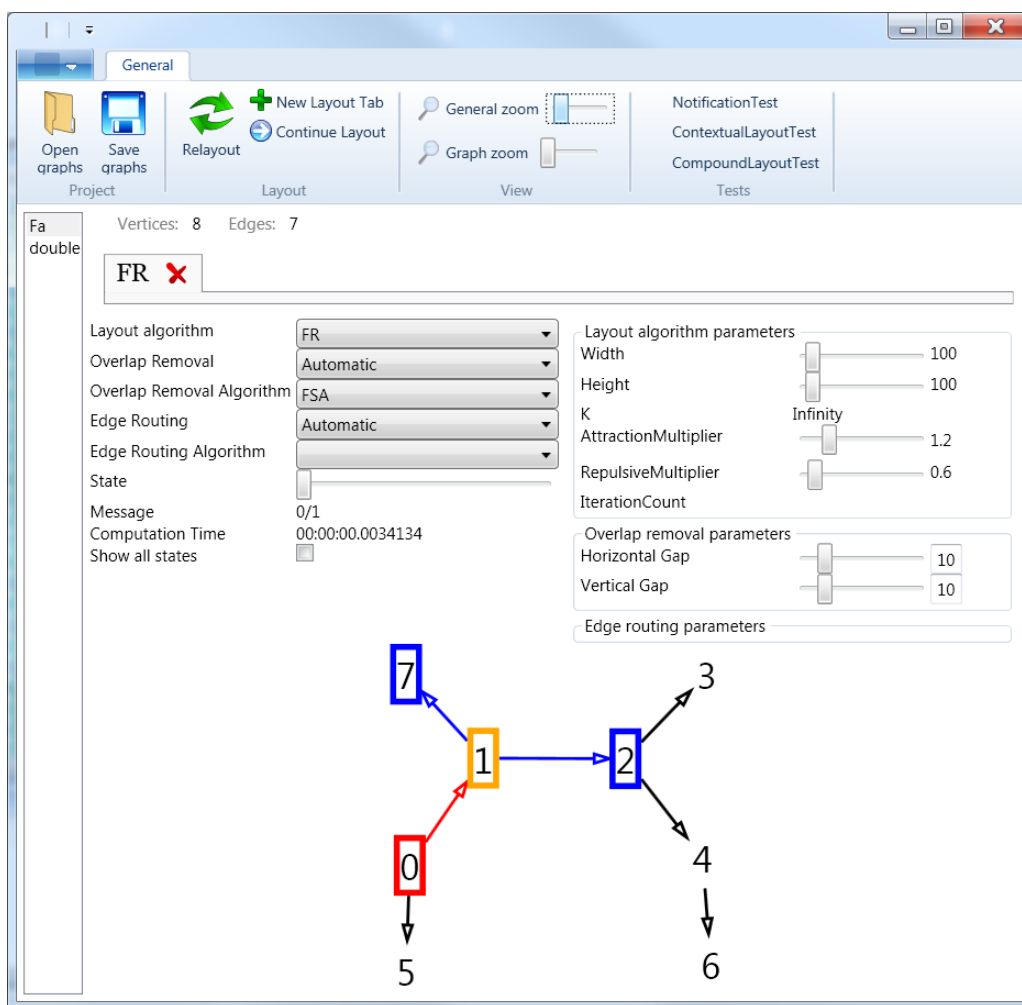 General
Open graphs
Save graphs
Project
Relayout
New Layout Tab
Continue Layout
Layout
General zoom
Graph zoom
View
NotificationTest
ContextualLayoutTest
CompoundLayoutTest
Tests
Fa
double
Vertices: 8 Edges: 7
FR
Layout algorithm FR
Overlap Removal Automatic
Overlap Removal Algorithm FSA
Edge Routing Automatic
Edge Routing Algorithm
State
Message 0/1
Computation Time 00:00:00.0034134
Show all states
Layout algorithm parameters
Width 100
Height 100
K Infinity
AttractionMultiplier 1.2
RepulsiveMultiplier 0.6
IterationCount
Overlap removal parameters
Horizontal Gap 10
Vertical Gap 10
Edge routing parameters
7 3
1 2
0 4
5 6